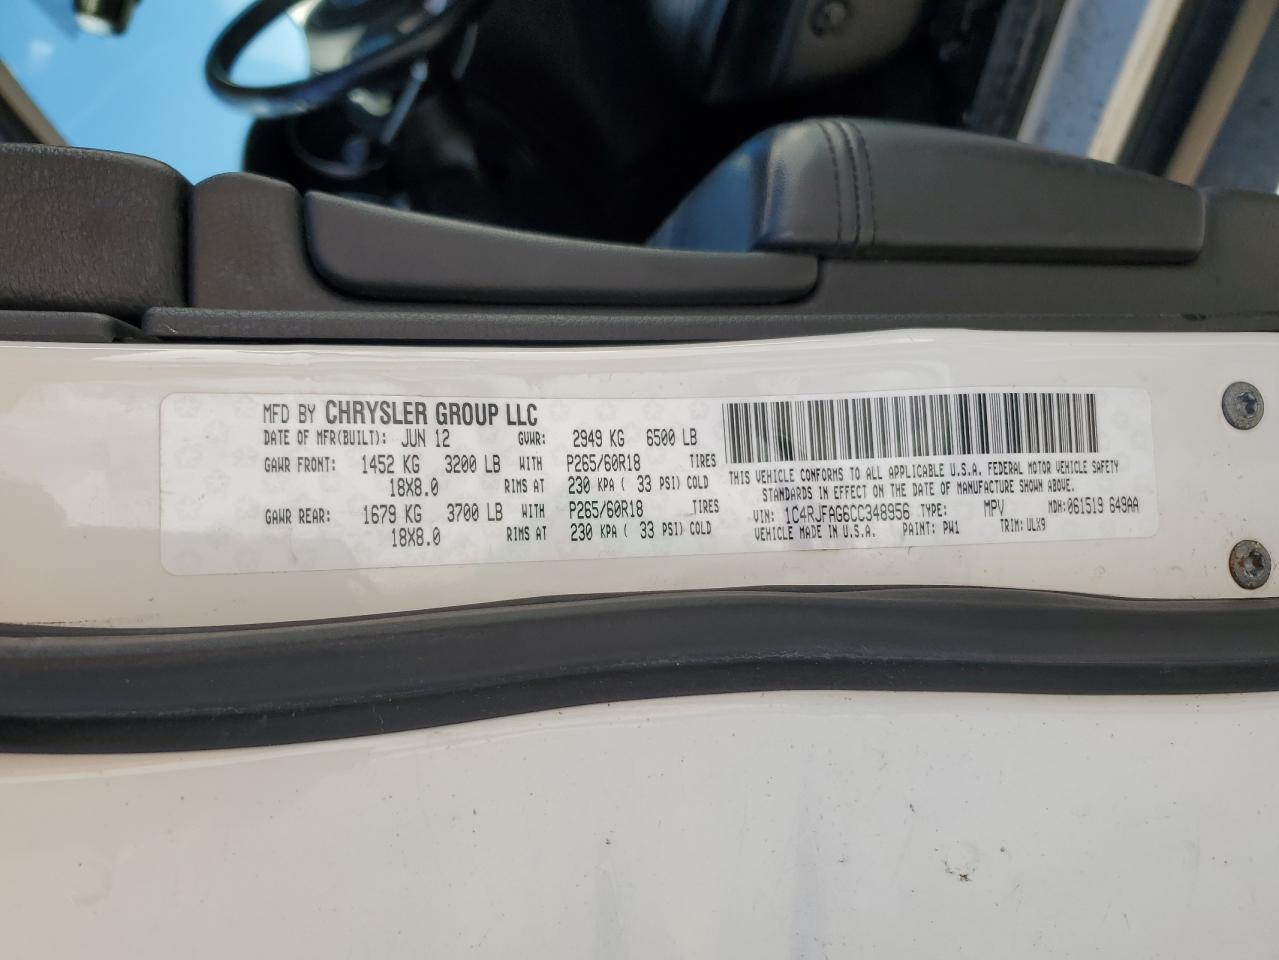 MFD BY CHRYSLER GROUP LLC
DATE OF MFR(BUILT): JUN 12 GVWR: 2949 KG 6500 LB
GAWR FRONT: 1452 KG 3200 LB WITH P265/60R18 TIRES
18X8.0 RIMS AT 230 KPA ( 33 PSI) COLD
GAWR REAR: 1679 KG 3700 LB WITH P265/60R18 TIRES
18X8.0 RIMS AT 230 KPA ( 33 PSI) COLD
THIS VEHICLE CONFORMS TO ALL APPLICABLE U.S.A. FEDERAL MOTOR VEHICLE SAFETY
STANDARDS IN EFFECT ON THE DATE OF MANUFACTURE SHOWN ABOVE.
VIN: 1C4RJFAG6CC348956 TYPE: MPV MDH:061519 649AA
VEHICLE MADE IN U.S.A. PAINT: PW1 TRIM: ULX9